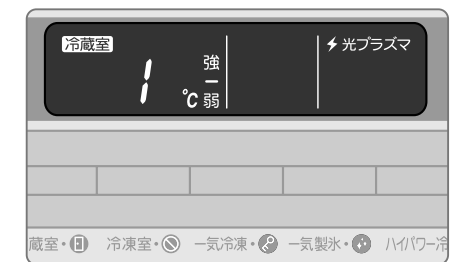 冷蔵室
1 ℃ 強 ー 弱
光プラズマ
蔵室・ 冷凍室・ 一気冷凍・ 一気製氷・ ハイパワー冷